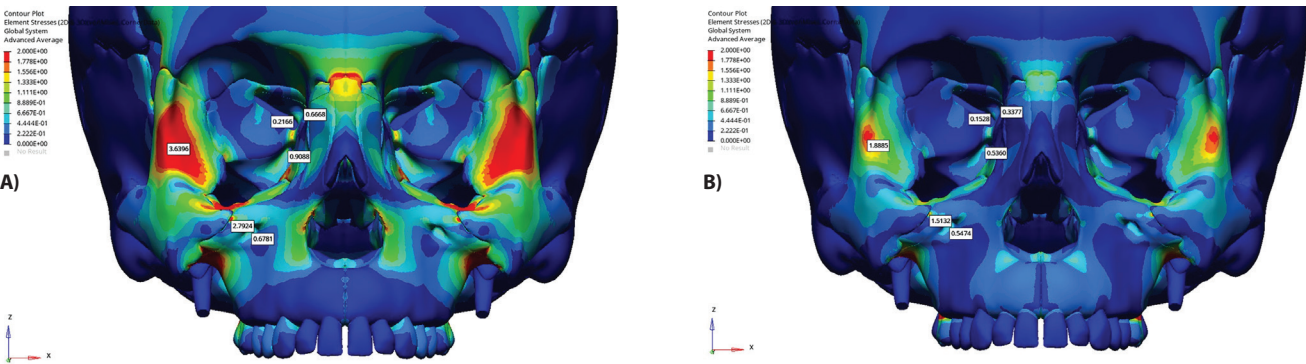 Contour Plot
Element Stresses (2D
Global System
Advanced Average
2.000E+00
1.778E+00
1.556E+00
1.333E+00
1.111E+00
8.889E-01
6.667E-01
4.444E-01
2.222E-01
0.000E+00
No Result
A)
0.2166
0.6668
3.6396
0.9088
2.7924
0.6781
Z
X
Contour Plot
Element Stresses (2D
Global System
Advanced Average
2.000E+00
1.778E+00
1.556E+00
1.333E+00
1.111E+00
8.889E-01
6.667E-01
4.444E-01
2.222E-01
0.000E+00
No Result
B)
0.1528
0.3377
1.8885
0.5360
1.5132
0.5474
Z
X